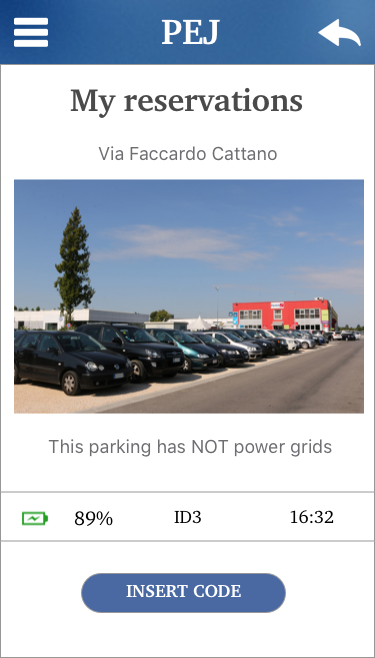 PEJ
My reservations
Via Faccardo Cattano
This parking has NOT power grids
89% ID3 16:32
INSERT CODE